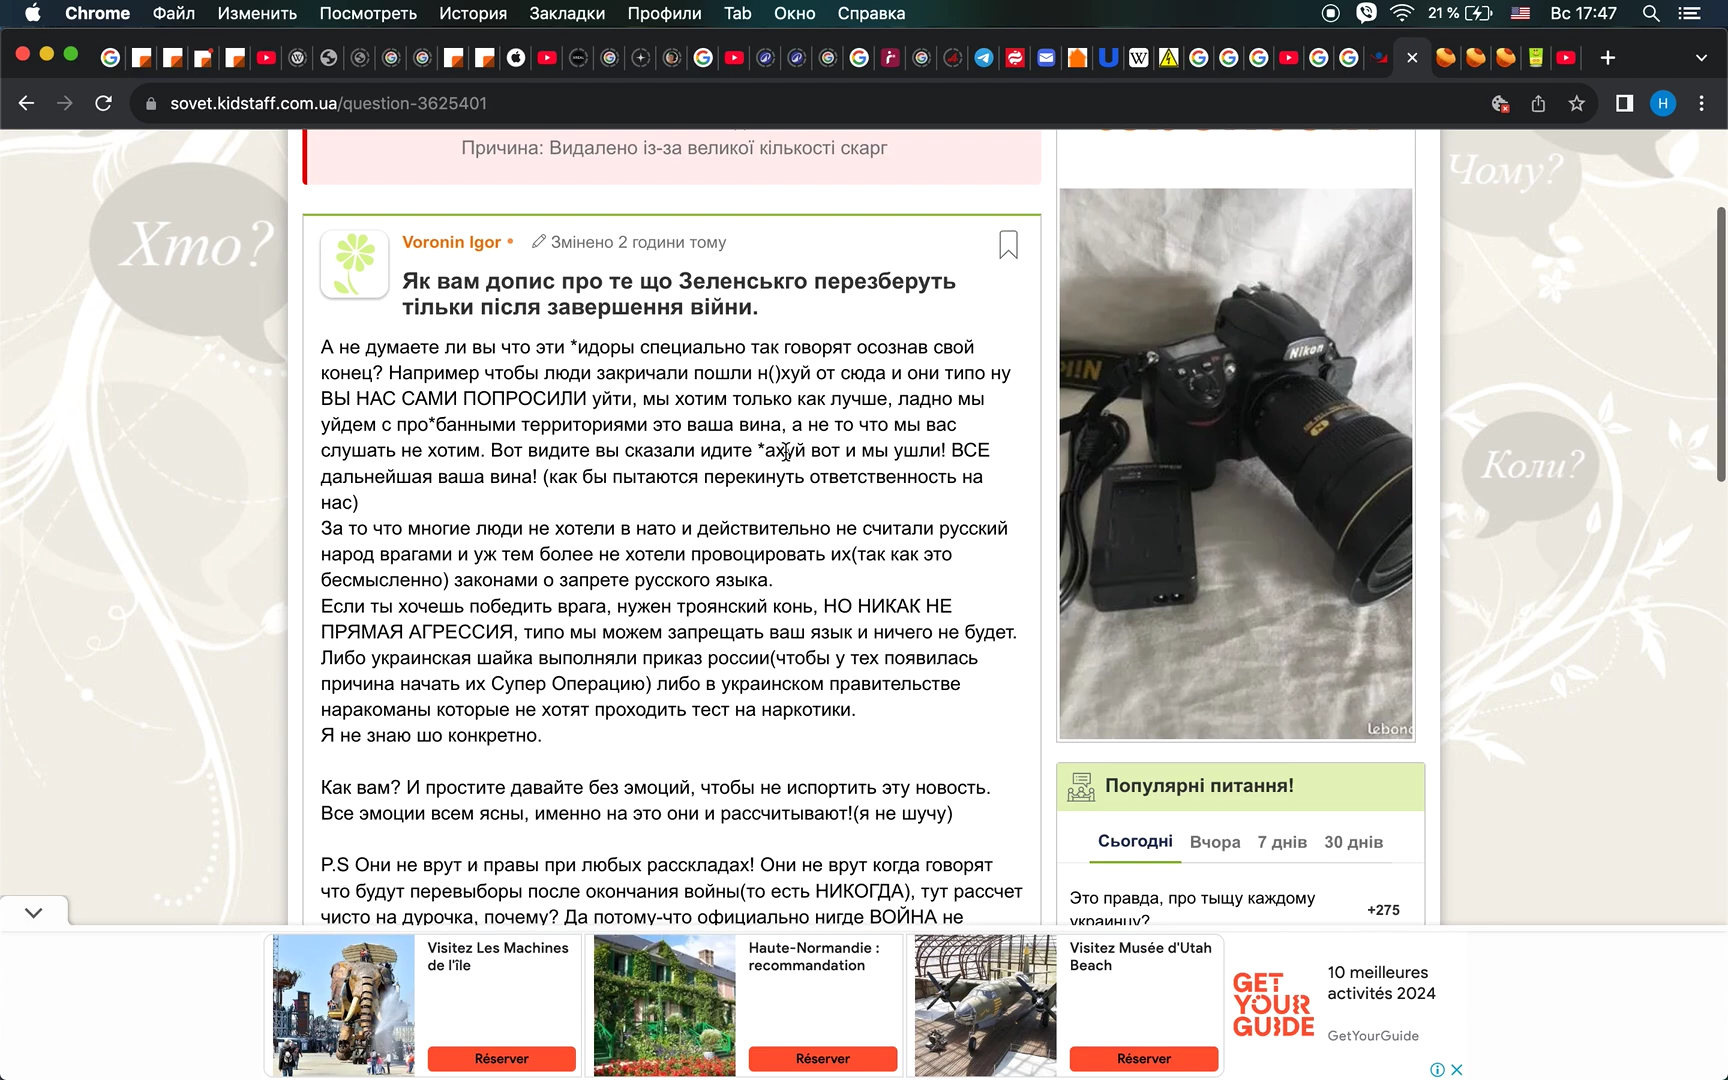 Chrome Файл Изменить Посмотреть История Закладки Профили Tab Окно Справка 21 % Вс 17:47
sovet.kidstaff.com.ua/question-3625401
H
Хто?
Чому?
Коли?
Причина: Видалено із-за великої кількості скарг
Voronin Igor • Змінено 2 години тому
Як вам допис про те що Зеленськго перезберуть
тільки після завершення війни.
А не думаете ли вы что эти *идоры специально так говорят осознав свой
конец? Например чтобы люди закричали пошли н()хуй от сюда и они типо ну
ВЫ НАС САМИ ПОПРОСИЛИ уйти, мы хотим только как лучше, ладно мы
уйдем с про*банными территориями это ваша вина, а не то что мы вас
слушать не хотим. Вот видите вы сказали идите *ахуй вот и мы ушли! ВСЕ
дальнейшая ваша вина! (как бы пытаются перекинуть ответственность на
нас)
За то что многие люди не хотели в нато и действительно не считали русский
народ врагами и уж тем более не хотели провоцировать их(так как это
бесмысленно) законами о запрете русского языка.
Если ты хочешь победить врага, нужен троянский конь, НО НИКАК НЕ
ПРЯМАЯ АГРЕССИЯ, типо мы можем запрещать ваш язык и ничего не будет.
Либо украинская шайка выполняли приказ россии(чтобы у тех появилась
причина начать их Супер Операцию) либо в украинском правительстве
наракоманы которые не хотят проходить тест на наркотики.
Я не знаю шо конкретно.
Как вам? И простите давайте без эмоций, чтобы не испортить эту новость.
Все эмоции всем ясны, именно на это они и рассчитывают!(я не шучу)
P.S Они не врут и правы при любых расскладах! Они не врут когда говорят
что будут перевыборы после окончания войны(то есть НИКОГДА), тут рассчет
чисто на дурочка, почему? Да потому-что официально нигде ВОЙНА не
Nikon
lebonc
Популярні питання!
Сьогодні Вчора 7 днів 30 днів
Это правда, про тыщу каждому
украинцу?
+275
Visitez Les Machines
de l'île
Réserver
Haute-Normandie :
recommandation
Réserver
Visitez Musée d'Utah
Beach
Réserver
GET
YOUR
GUIDE
10 meilleures
activités 2024
GetYourGuide